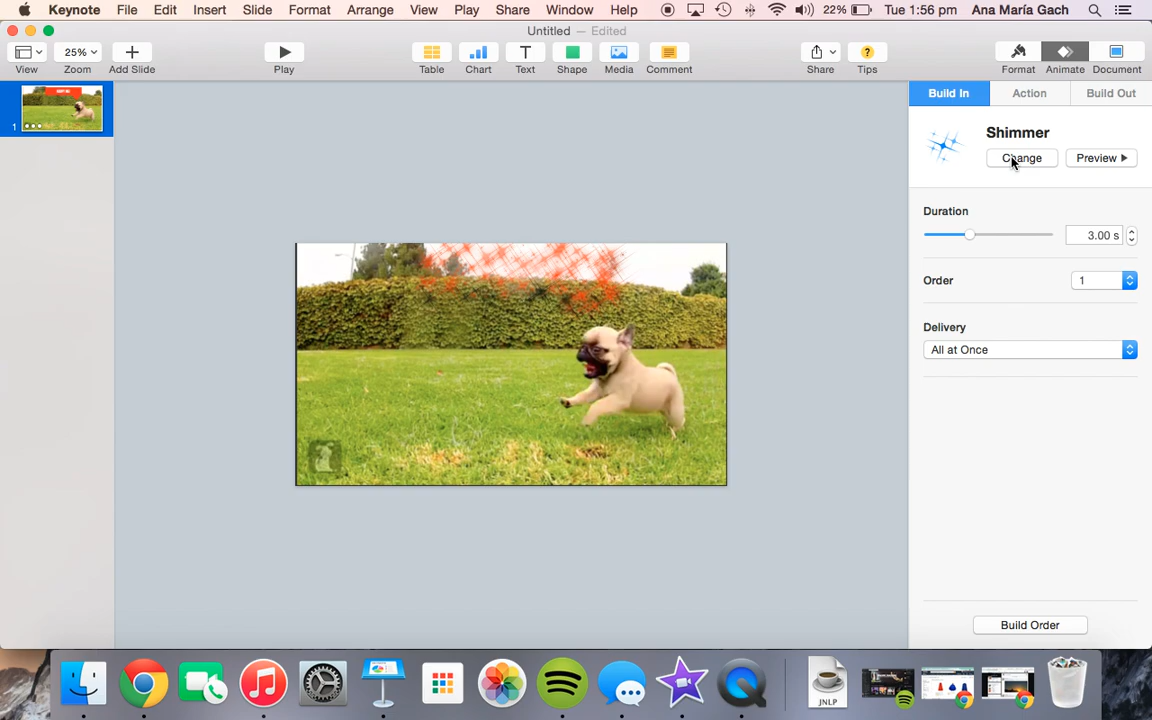 Keynote File Edit Insert Slide Format Arrange View Play Share Window Help 22% Tue 1:56 pm Ana María Gach
Untitled — Edited
25%
View Zoom Add Slide Play Table Chart Text Shape Media Comment Share Tips Format Animate Document
Build In Action Build Out
1
Shimmer
Change Preview
Duration
3.00 s
Order 1
Delivery
All at Once
Build Order
JNLP